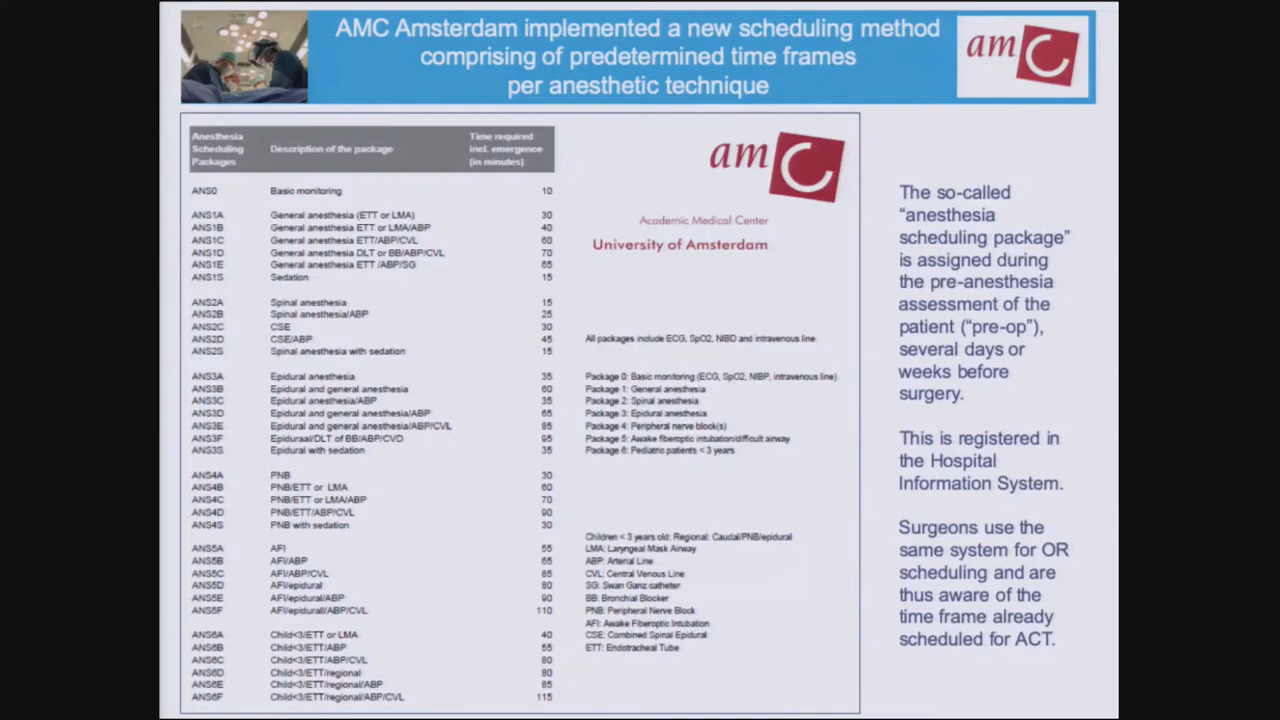 AMC Amsterdam implemented a new scheduling method
comprising of predetermined time frames
per anesthetic technique
amC
Anesthesia
Scheduling
Packages
Description of the package
Time required
incl. emergence
(in minutes)
ANS0 Basic monitoring 10
ANS1A General anesthesia (ETT or LMA) 30
ANS1B General anesthesia ETT or LMA/ABP 40
ANS1C General anesthesia ETT/ABP/CVL 60
ANS1D General anesthesia DLT or BB/ABP/CVL 70
ANS1E General anesthesia ETT /ABP/SG 65
ANS1S Sedation 15
ANS2A Spinal anesthesia 15
ANS2B Spinal anesthesia/ABP 25
ANS2C CSE 30
ANS2D CSE/ABP 45
ANS2S Spinal anesthesia with sedation 15
ANS3A Epidural anesthesia 35
ANS3B Epidural and general anesthesia 60
ANS3C Epidural anesthesia/ABP 35
ANS3D Epidural and general anesthesia/ABP 65
ANS3E Epidural and general anesthesia/ABP/CVL 85
ANS3F Epiduraal/DLT of BB/ABP/CVD 95
ANS3S Epidural with sedation 35
ANS4A PNB 30
ANS4B PNB/ETT or LMA 60
ANS4C PNB/ETT or LMA/ABP 70
ANS4D PNB/ETT/ABP/CVL 90
ANS4S PNB with sedation 30
ANS5A AFI 55
ANS5B AFI/ABP 65
ANS5C AFI/ABP/CVL 85
ANS5D AFI/epidural 80
ANS5E AFI/epidural/ABP 90
ANS5F AFI/epidurall/ABP/CVL 110
ANS6A Child<3/ETT or LMA 40
ANS6B Child<3/ETT/ABP 55
ANS6C Child<3/ETT/ABP/CVL 80
ANS6D Child<3/ETT/regional 80
ANS6E Child<3/ETT/regional/ABP 85
ANS6F Child<3/ETT/regional/ABP/CVL 115
amC
Academic Medical Center
University of Amsterdam
All packages include ECG, SpO2, NIBD and intravenous line
Package 0: Basic monitoring (ECG, SpO2, NIBP, intravenous line)
Package 1: General anesthesia
Package 2: Spinal anesthesia
Package 3: Epidural anesthesia
Package 4: Peripheral nerve block(s)
Package 5: Awake fiberoptic intubation/difficult airway
Package 6: Pediatric patients < 3 years
Children < 3 years old: Regional: Caudal/PNB/epidural
LMA: Laryngeal Mask Airway
ABP: Arterial Line
CVL: Central Venous Line
SG: Swan Ganz catheter
BB: Bronchial Blocker
PNB: Peripheral Nerve Block
AFI: Awake Fiberoptic Intubation
CSE: Combined Spinal Epidural
ETT: Endotracheal Tube
The so-called
“anesthesia
scheduling package”
is assigned during
the pre-anesthesia
assessment of the
patient (“pre-op”),
several days or
weeks before
surgery.
This is registered in
the Hospital
Information System.
Surgeons use the
same system for OR
scheduling and are
thus aware of the
time frame already
scheduled for ACT.